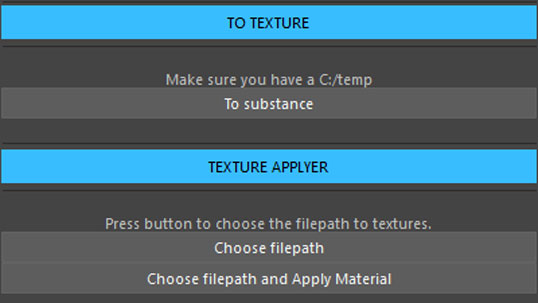 TO TEXTURE
Make sure you have a C:/temp
To substance
TEXTURE APPLYER
Press button to choose the filepath to textures.
Choose filepath
Choose filepath and Apply Material